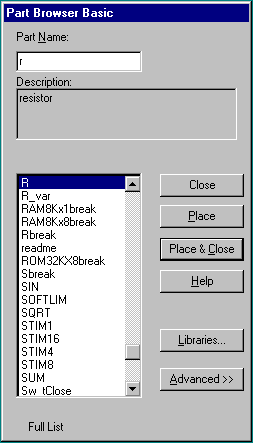 Part Browser Basic
Part Name:
r
Description:
resistor
R
R_var
RAM8Kx1break
RAM8Kx8break
Rbreak
readme
ROM32KX8break
Sbreak
SIN
SOFTLIM
SQRT
STIM1
STIM16
STIM4
STIM8
SUM
Sw_tClose
Close
Place
Place & Close
Help
Libraries...
Advanced >>
Full List